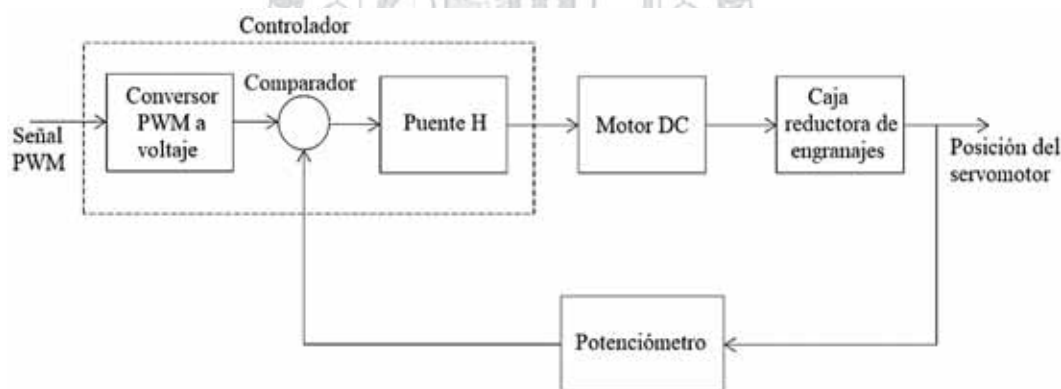 Controlador
Comparador
Conversor
PWM a
voltaje
Puente H
Motor DC
Caja
reductora de
engranajes
Señal
PWM
Posición del
servomotor
Potenciómetro